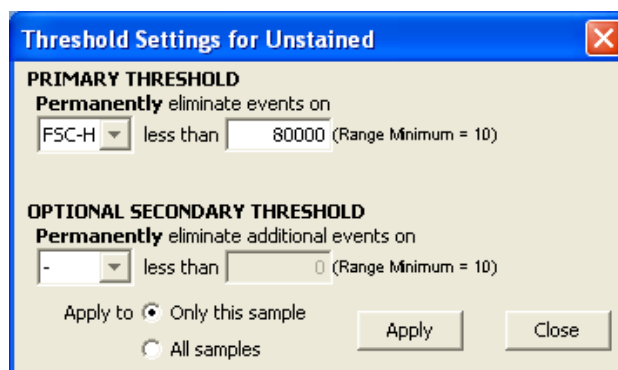 Threshold Settings for Unstained
PRIMARY THRESHOLD
Permanently eliminate events on
FSC-H less than 80000 (Range Minimum = 10)
OPTIONAL SECONDARY THRESHOLD
Permanently eliminate additional events on
- less than 0 (Range Minimum = 10)
Apply to Only this sample
All samples
Apply Close